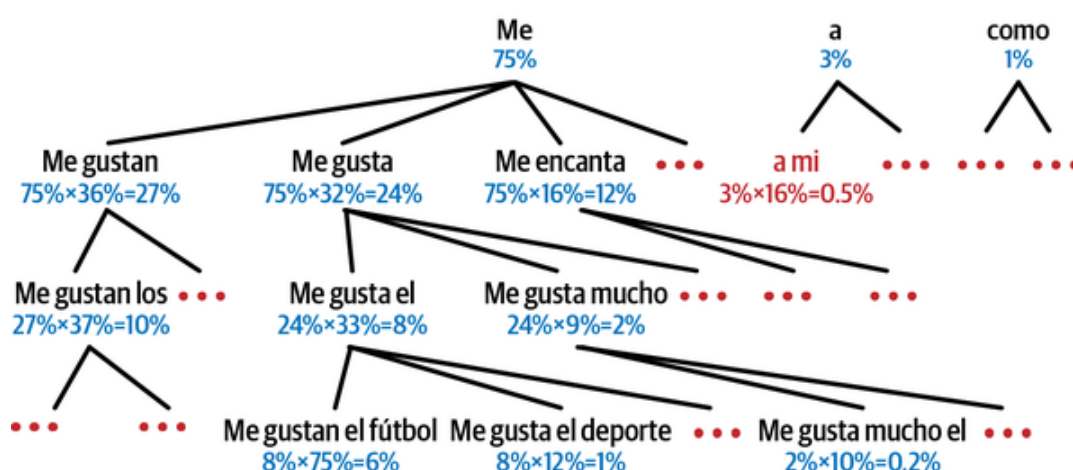 Me a como
75% 3% 1%
Me gustan Me gusta Me encanta ••• a mi ••• ••• •••
75%×36%=27% 75%×32%=24% 75%×16%=12% 3%×16%=0.5%
Me gustan los ••• Me gusta el Me gusta mucho ••• ••• •••
27%×37%=10% 24%×33%=8% 24%×9%=2%
••• ••• Me gustan el fútbol Me gusta el deporte ••• Me gusta mucho el •••
8%×75%=6% 8%×12%=1% 2%×10%=0.2%